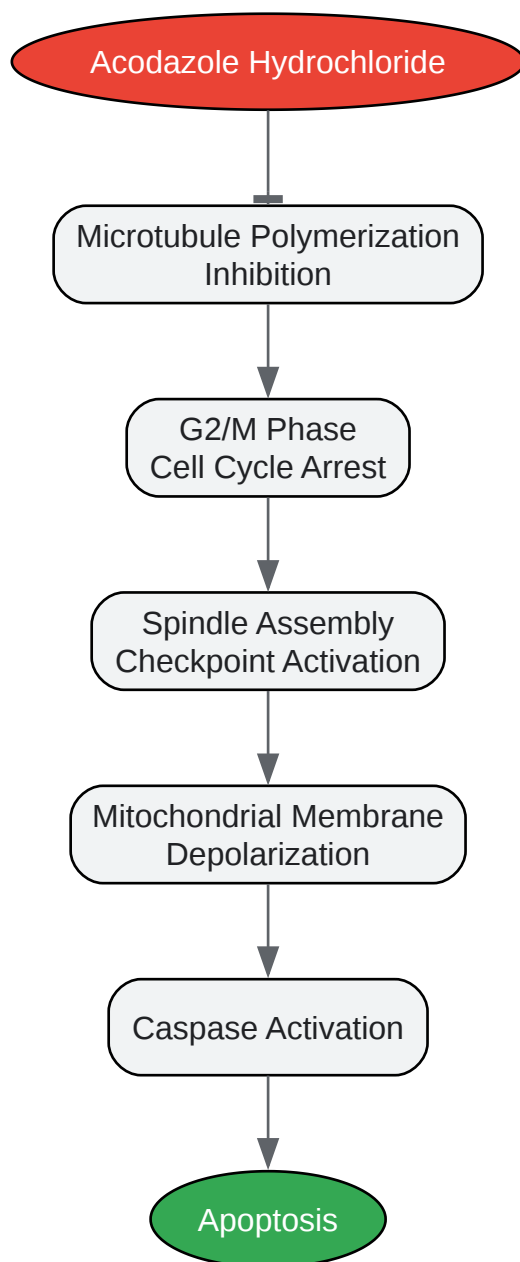 Acodazole Hydrochloride
Microtubule Polymerization
Inhibition
G2/M Phase
Cell Cycle Arrest
Spindle Assembly
Checkpoint Activation
Mitochondrial Membrane
Depolarization
Caspase Activation
Apoptosis